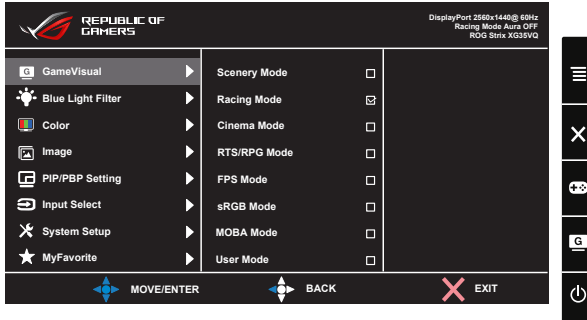 REPUBLIC OF
GAMERS
DisplayPort 2560x1440@ 60Hz
Racing Mode Aura OFF
ROG Strix XG35VQ
G GameVisual
Blue Light Filter
Color
Image
PIP/PBP Setting
Input Select
System Setup
MyFavorite
Scenery Mode
Racing Mode
Cinema Mode
RTS/RPG Mode
FPS Mode
sRGB Mode
MOBA Mode
User Mode
MOVE/ENTER
BACK
EXIT
G